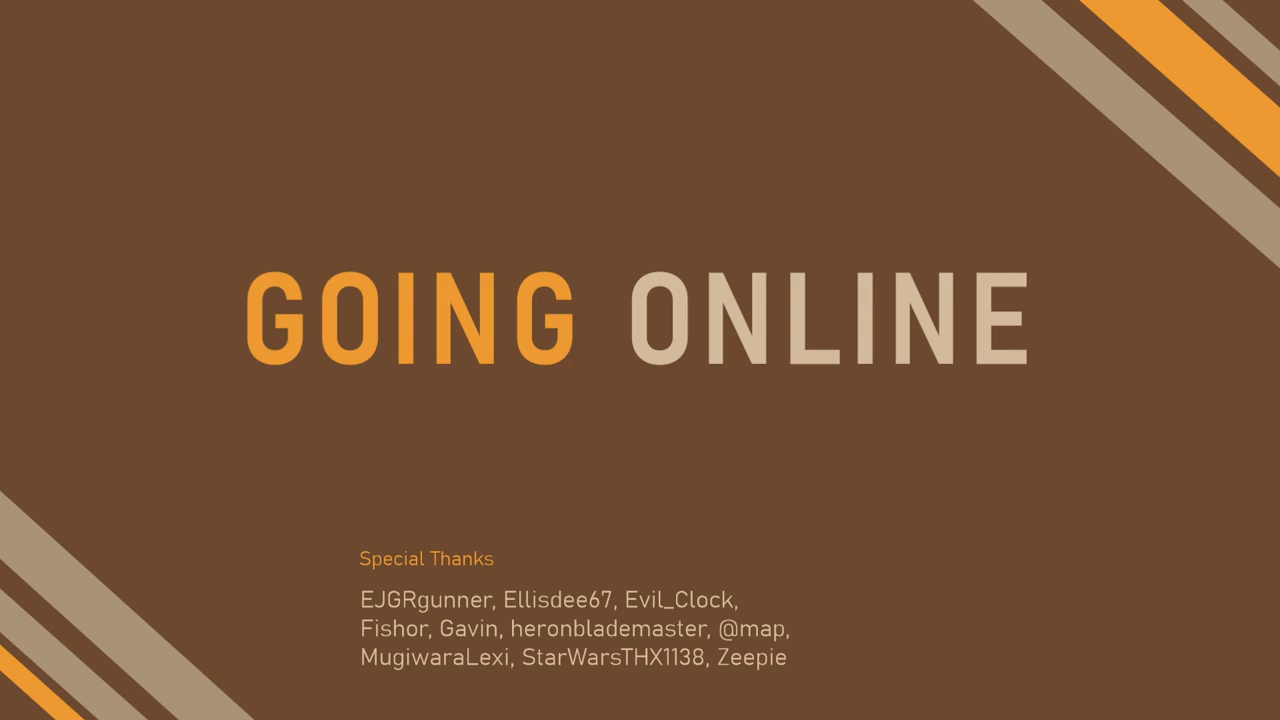 GOING ONLINE
Special Thanks
EJGRgunner, Ellisdee67, Evil_Clock,
Fishor, Gavin, heronblademaster, @map,
MugiwaraLexi, StarWarsTHX1138, Zeepie